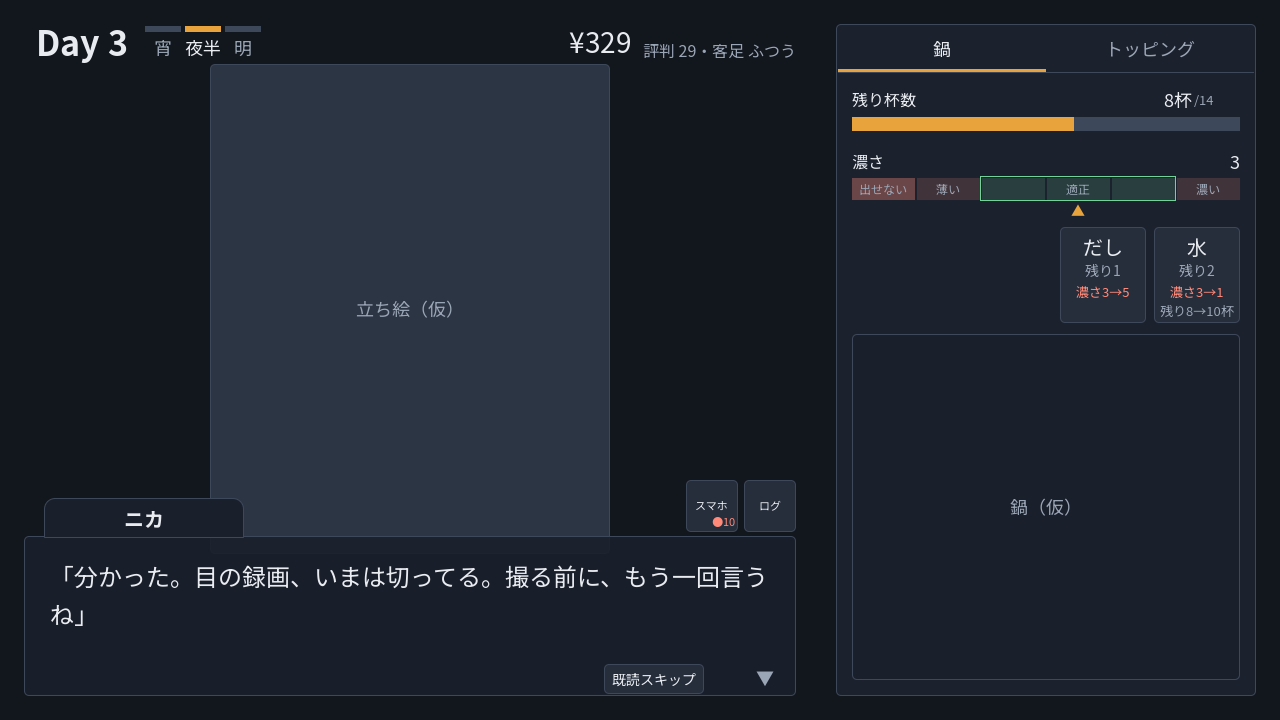 Day 3
宵 夜半 明
¥329
評判 29・客足 ふつう
立ち絵（仮）
スマホ
10
ログ
ニカ
「分かった。目の録画、いまは切ってる。撮る前に、もう一回言う
ね」
既読スキップ
▼
鍋
トッピング
残り杯数
8杯/14
濃さ
3
出せない
薄い
適正
濃い
だし
残り1
濃さ3→5
水
残り2
濃さ3→1
残り8→10杯
鍋（仮）